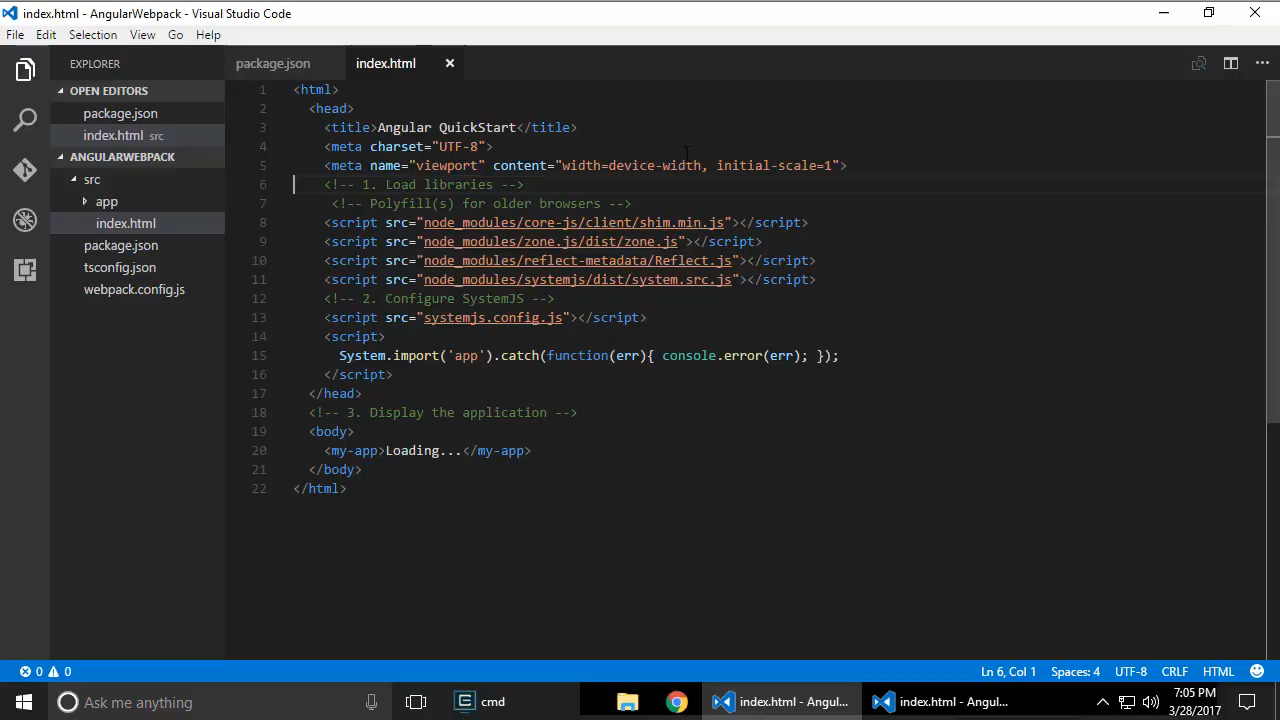 index.html - AngularWebpack - Visual Studio Code
File Edit Selection View Go Help
EXPLORER
OPEN EDITORS
package.json
index.html src
ANGULARWEBPACK
src
app
index.html
package.json
tsconfig.json
webpack.config.js
package.json index.html
1 <html>
2 <head>
3 <title>Angular QuickStart</title>
4 <meta charset="UTF-8">
5 <meta name="viewport" content="width=device-width, initial-scale=1">
6 <!-- 1. Load libraries -->
7 <!-- Polyfill(s) for older browsers -->
8 <script src="node_modules/core-js/client/shim.min.js"></script>
9 <script src="node_modules/zone.js/dist/zone.js"></script>
10 <script src="node_modules/reflect-metadata/Reflect.js"></script>
11 <script src="node_modules/systemjs/dist/system.src.js"></script>
12 <!-- 2. Configure SystemJS -->
13 <script src="systemjs.config.js"></script>
14 <script>
15 System.import('app').catch(function(err){ console.error(err); });
16 </script>
17 </head>
18 <!-- 3. Display the application -->
19 <body>
20 <my-app>Loading...</my-app>
21 </body>
22 </html>
0 0 Ln 6, Col 1 Spaces: 4 UTF-8 CRLF HTML
Ask me anything cmd index.html - Angul... index.html - Angul... 7:05 PM
3/28/2017